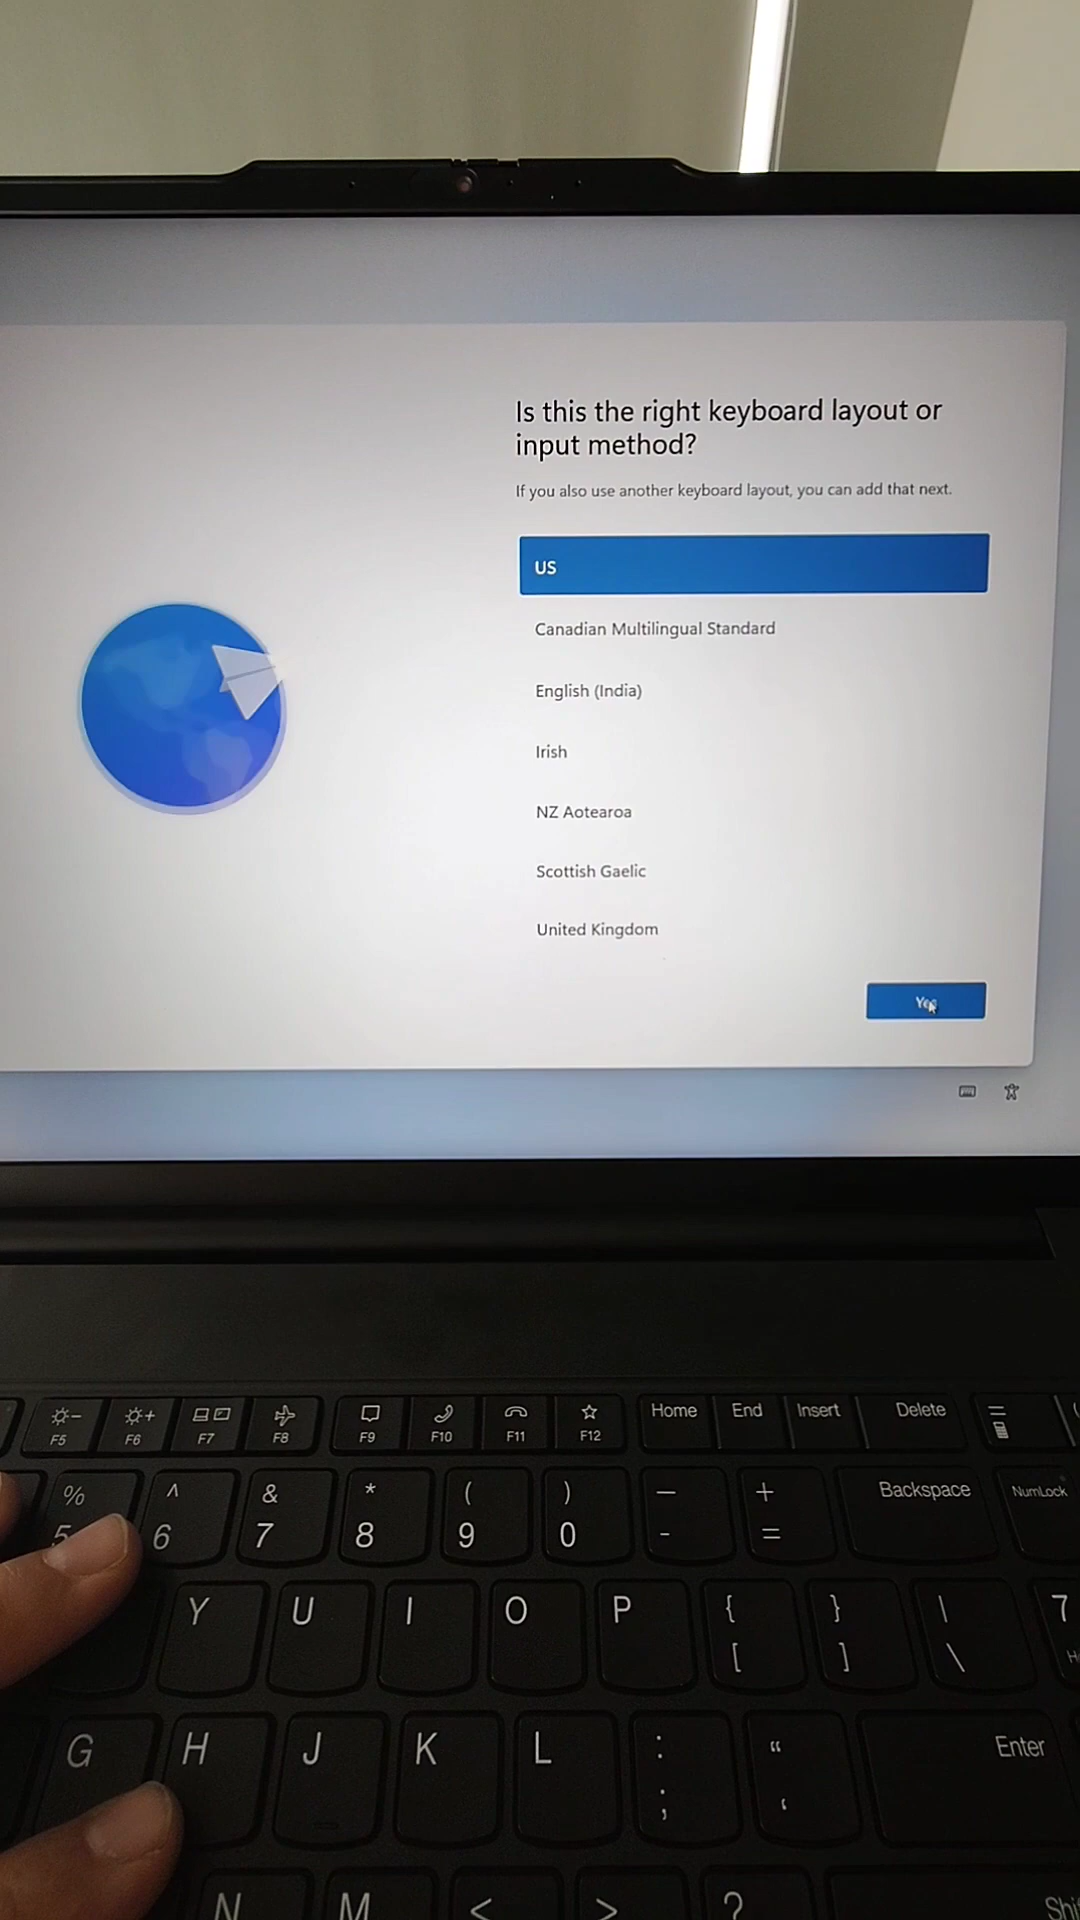 Is this the right keyboard layout or
input method?
If you also use another keyboard layout, you can add that next.
US
Canadian Multilingual Standard
English (India)
Irish
NZ Aotearoa
Scottish Gaelic
United Kingdom
Yes
F5 F6 F7 F8 F9 F10 F11 F12 Home End Insert Delete
% ^ & * ( ) — + Backspace NumLock
5 6 7 8 9 0 - =
Y U I O P { } | 7
[ ] \
G H J K L : “ Enter
; ‘
N M < > ?